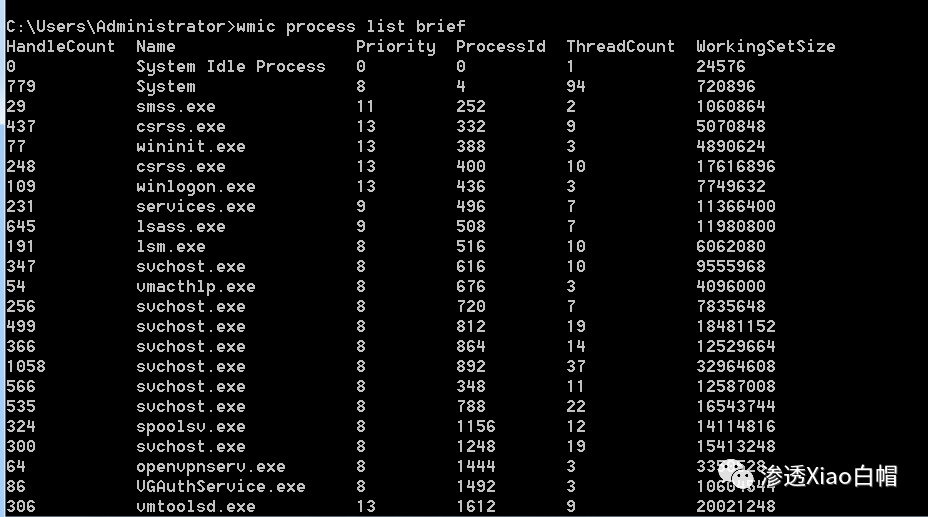 C:\Users\Administrator>wmic process list brief
HandleCount Name Priority ProcessId ThreadCount WorkingSetSize
0 System Idle Process 0 0 1 24576
779 System 8 4 94 720896
29 smss.exe 11 252 2 1060864
437 csrss.exe 13 332 9 5070848
77 wininit.exe 13 388 3 4890624
248 csrss.exe 13 400 10 17616896
109 winlogon.exe 13 436 3 7749632
231 services.exe 9 496 7 11366400
645 lsass.exe 9 508 7 11980800
191 lsm.exe 8 516 10 6062080
347 svchost.exe 8 616 10 9555968
54 vmacthlp.exe 8 676 3 4096000
256 svchost.exe 8 720 7 7835648
499 svchost.exe 8 812 19 18481152
366 svchost.exe 8 864 14 12529664
1058 svchost.exe 8 892 37 32964608
566 svchost.exe 8 348 11 12587008
535 svchost.exe 8 788 22 16543744
324 spoolsv.exe 8 1156 12 14114816
300 svchost.exe 8 1248 19 15413248
64 openvpnserv.exe 8 1444 3
86 VGAuthService.exe 8 1492 3
306 vmtoolsd.exe 13 1612 9 20021248
渗透Xiao白帽